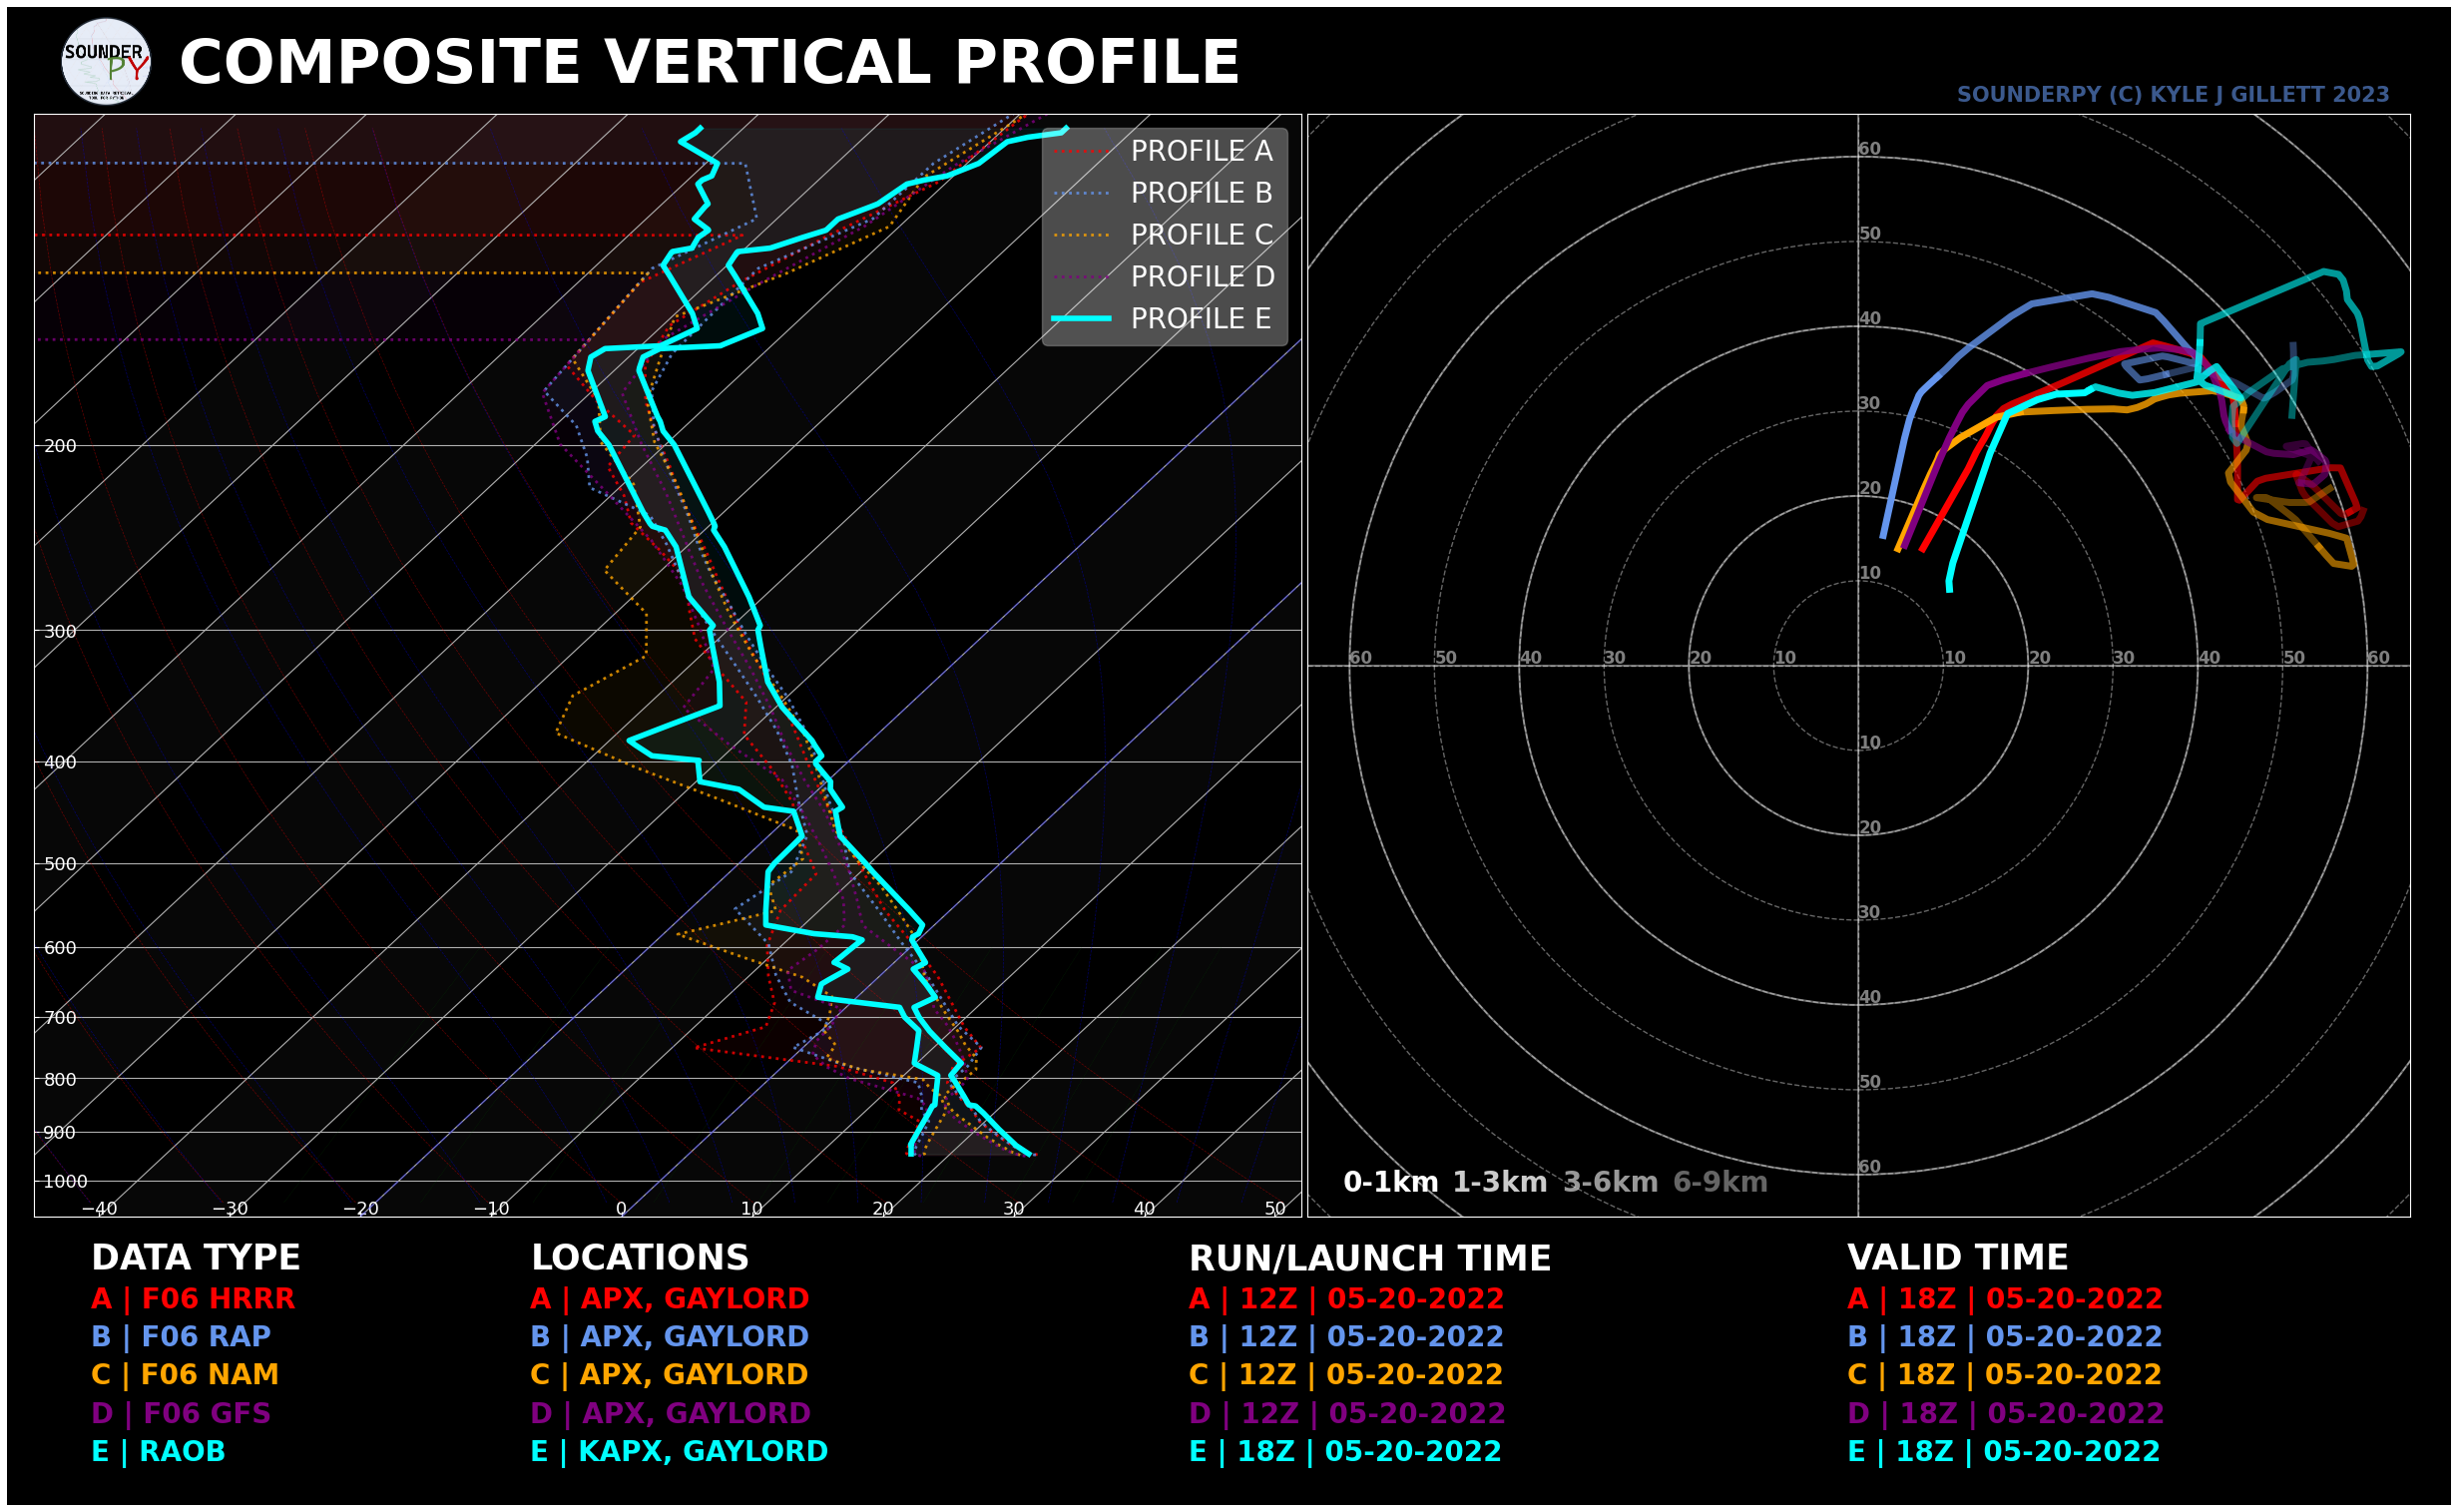 SOUNDER
PY
COMPOSITE VERTICAL PROFILE
SOUNDERPY (C) KYLE J GILLETT 2023
PROFILE A
PROFILE B
PROFILE C
PROFILE D
PROFILE E
200
300
400
500
600
700
800
900
1000
−40 −30 −20 −10 0 10 20 30 40 50
60
50
40
30
20
10
60 50 40 30 20 10 10 20 30 40 50 60
10
20
30
40
50
60
0-1km 1-3km 3-6km 6-9km
DATA TYPE
A | F06 HRRR
B | F06 RAP
C | F06 NAM
D | F06 GFS
E | RAOB
LOCATIONS
A | APX, GAYLORD
B | APX, GAYLORD
C | APX, GAYLORD
D | APX, GAYLORD
E | KAPX, GAYLORD
RUN/LAUNCH TIME
A | 12Z | 05-20-2022
B | 12Z | 05-20-2022
C | 12Z | 05-20-2022
D | 12Z | 05-20-2022
E | 18Z | 05-20-2022
VALID TIME
A | 18Z | 05-20-2022
B | 18Z | 05-20-2022
C | 18Z | 05-20-2022
D | 18Z | 05-20-2022
E | 18Z | 05-20-2022